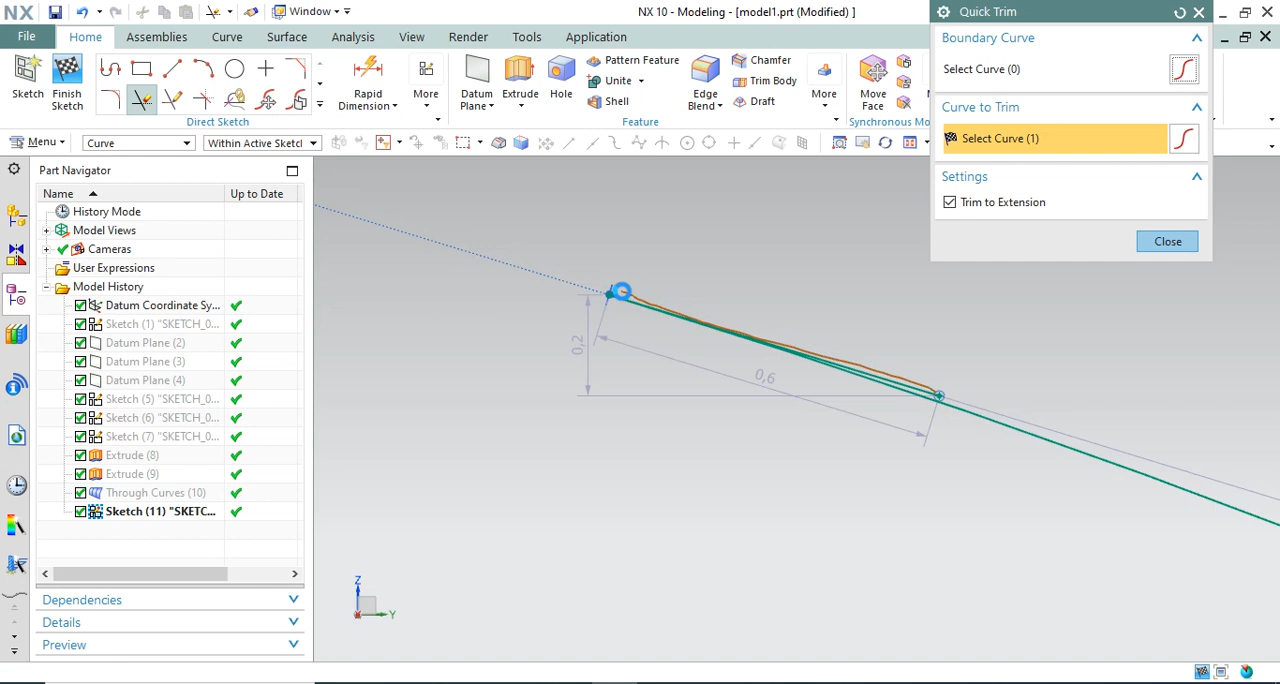 NX
Window
NX 10 - Modeling - [model1.prt (Modified) ]
Quick Trim
File
Home
Assemblies
Curve
Surface
Analysis
View
Render
Tools
Application
Boundary Curve
Select Curve (0)
Curve to Trim
Select Curve (1)
Settings
Trim to Extension
Close
Sketch
Finish Sketch
Direct Sketch
Rapid Dimension
More
Datum Plane
Extrude
Hole
Pattern Feature
Unite
Shell
Edge Blend
Chamfer
Trim Body
Draft
More
Feature
Move Face
Synchronous Mo
Menu
Curve
Within Active Sketcl
Part Navigator
Name
Up to Date
History Mode
Model Views
Cameras
User Expressions
Model History
Datum Coordinate Sy...
Sketch (1) "SKETCH_0...
Datum Plane (2)
Datum Plane (3)
Datum Plane (4)
Sketch (5) "SKETCH_0...
Sketch (6) "SKETCH_0...
Sketch (7) "SKETCH_0...
Extrude (8)
Extrude (9)
Through Curves (10)
Sketch (11) "SKETC...
Dependencies
Details
Preview
0,2
0,6
Z
Y